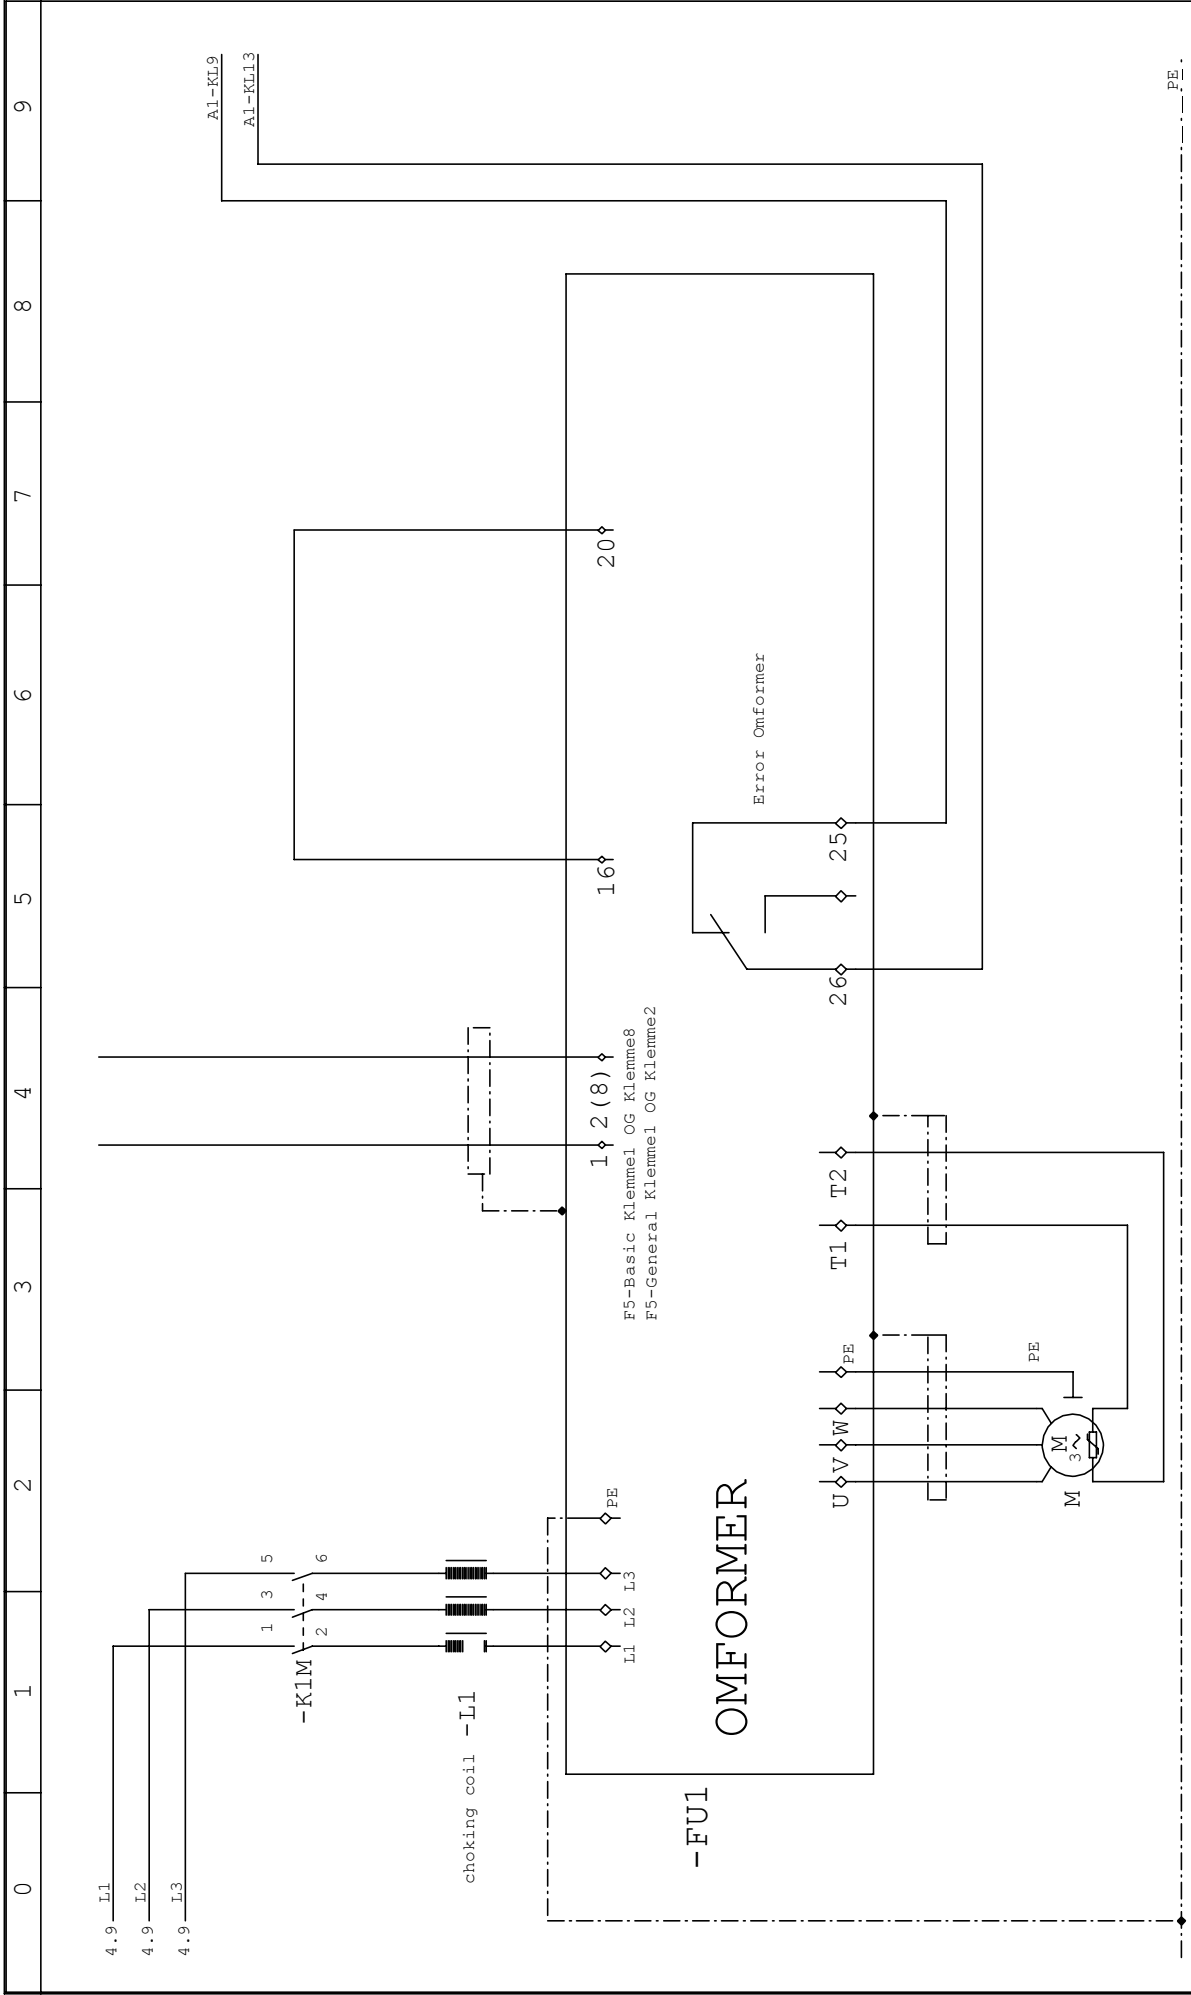 0 1 2 3 4 5 6 7 8 9
4.9 L1
4.9 L2
4.9 L3
A1-KL9
A1-KL13
1 3 5
-K1M
2 4 6
choking coil -L1
L1 L2 L3 PE
1 2(8)
16
20
F5-Basic Klemme1 OG Klemme8
F5-General Klemme1 OG Klemme2
-FU1
OMFORMER
Error Omformer
U V W PE
T1 T2
26 25
PE
M
3~
M
PE